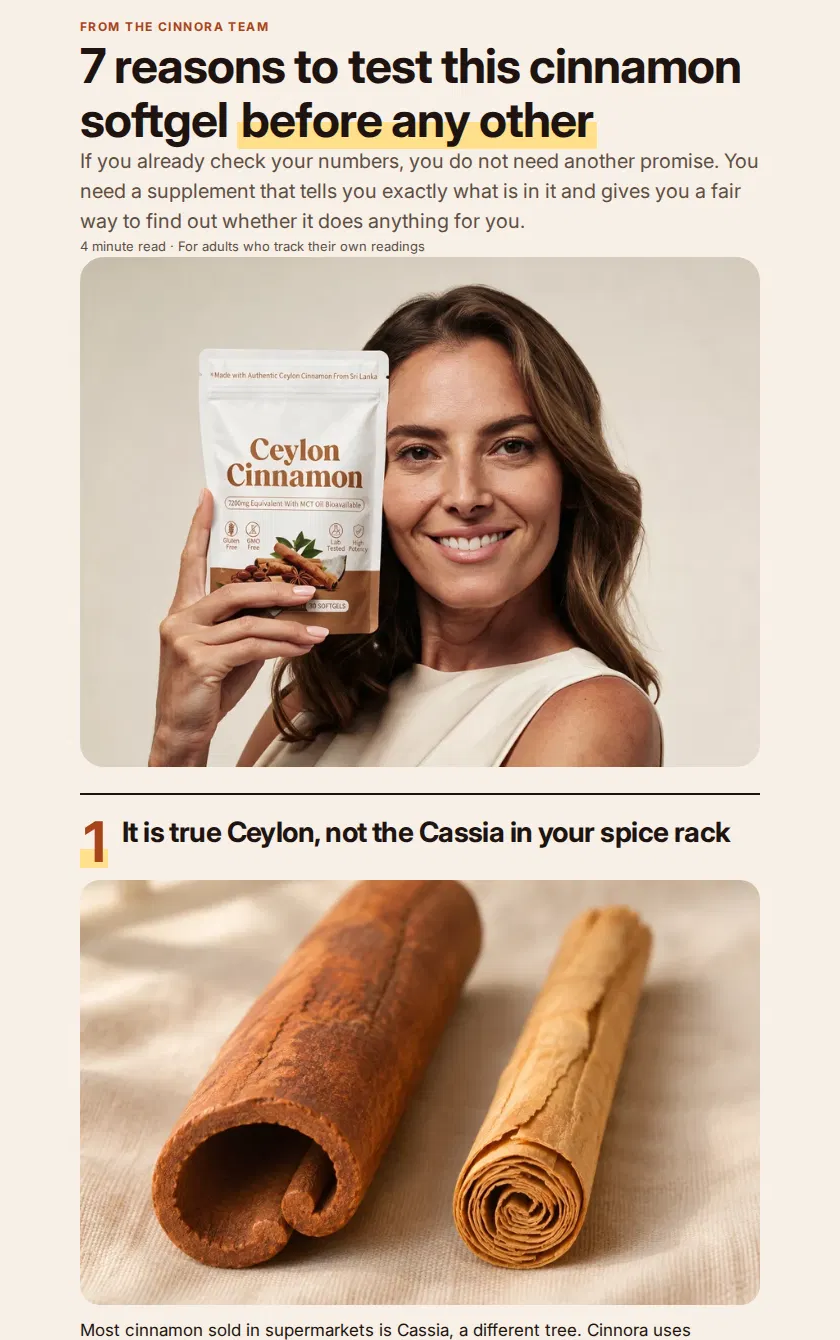 FROM THE CINNORA TEAM
7 reasons to test this cinnamon
softgel before any other
If you already check your numbers, you do not need another promise. You
need a supplement that tells you exactly what is in it and gives you a fair
way to find out whether it does anything for you.
4 minute read · For adults who track their own readings
Made with Authentic Ceylon Cinnamon From Sri Lanka
Ceylon
Cinnamon
7200mg Equivalent With MCT Oil Bioavailable
Gluten Free
GMO Free
Lab Tested
High Potency
SOFTGELS
1 It is true Ceylon, not the Cassia in your spice rack
Most cinnamon sold in supermarkets is Cassia, a different tree. Cinnora uses